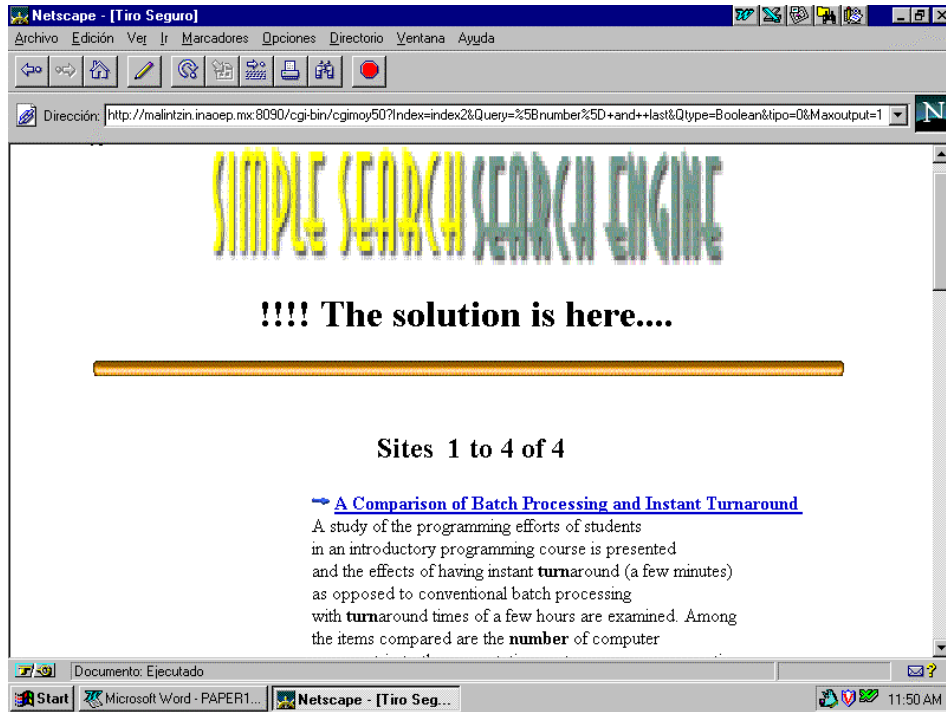 Netscape - [Tiro Seguro]
Archivo Edición Ver Ir Marcadores Opciones Directorio Ventana Ayuda
Dirección: http://malintzin.inaoep.mx:8090/cgi-bin/cgimoy50?Index=index2&Query=%5Bnumber%5D+and++last&Qtype=Boolean&tipo=0&Maxoutput=1
N
SIMPLE SEARCH SEARCH ENGINE
!!!! The solution is here....
Sites 1 to 4 of 4
A Comparison of Batch Processing and Instant Turnaround
A study of the programming efforts of students
in an introductory programming course is presented
and the effects of having instant turnaround (a few minutes)
as opposed to conventional batch processing
with turnaround times of a few hours are examined. Among
the items compared are the number of computer
Documento: Ejecutado
Start Microsoft Word - PAPER1... Netscape - [Tiro Seg... 11:50 AM